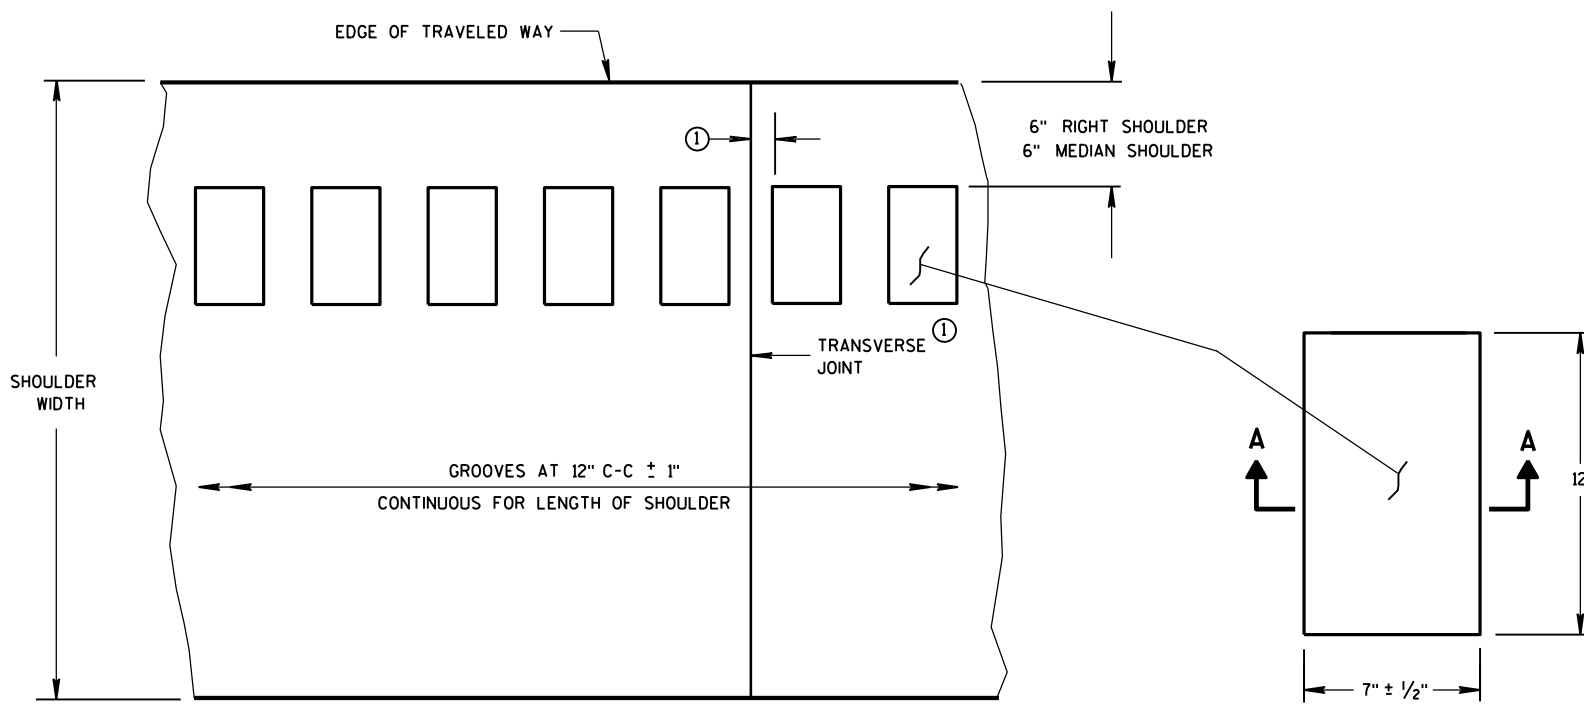 EDGE OF TRAVELED WAY
1
6" RIGHT SHOULDER
6" MEDIAN SHOULDER
1
TRANSVERSE
JOINT
SHOULDER
WIDTH
GROOVES AT 12" C-C ± 1"
CONTINUOUS FOR LENGTH OF SHOULDER
A
A
12
7" ± 1/2"